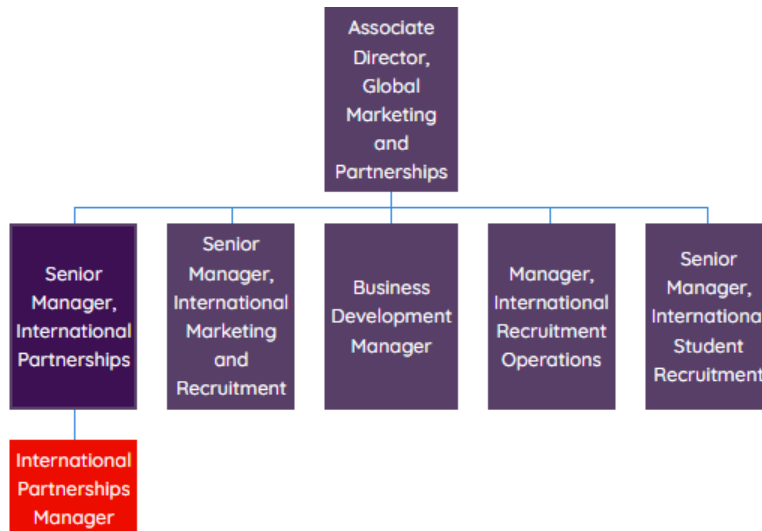 Associate
Director,
Global
Marketing
and
Partnerships
Senior
Manager,
International
Partnerships
Senior
Manager,
International
Marketing
and
Recruitment
Business
Development
Manager
Manager,
International
Recruitment
Operations
Senior
Manager,
International
Student
Recruitment
International
Partnerships
Manager